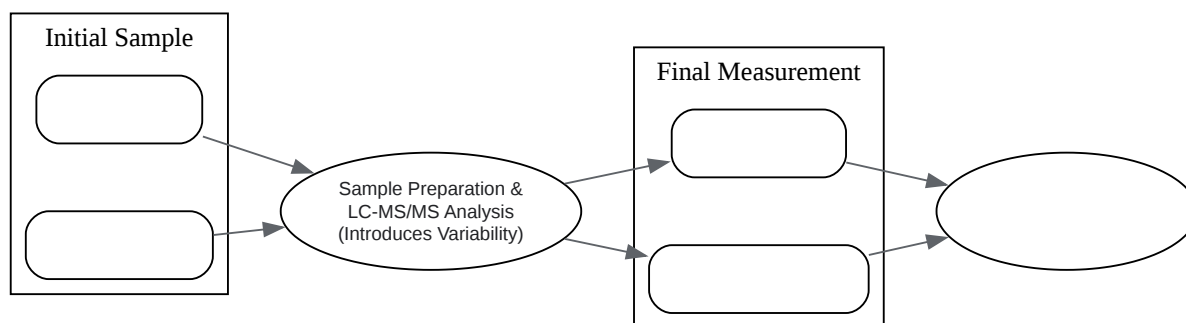 Initial Sample
Final Measurement
Sample Preparation &
LC-MS/MS Analysis
(Introduces Variability)